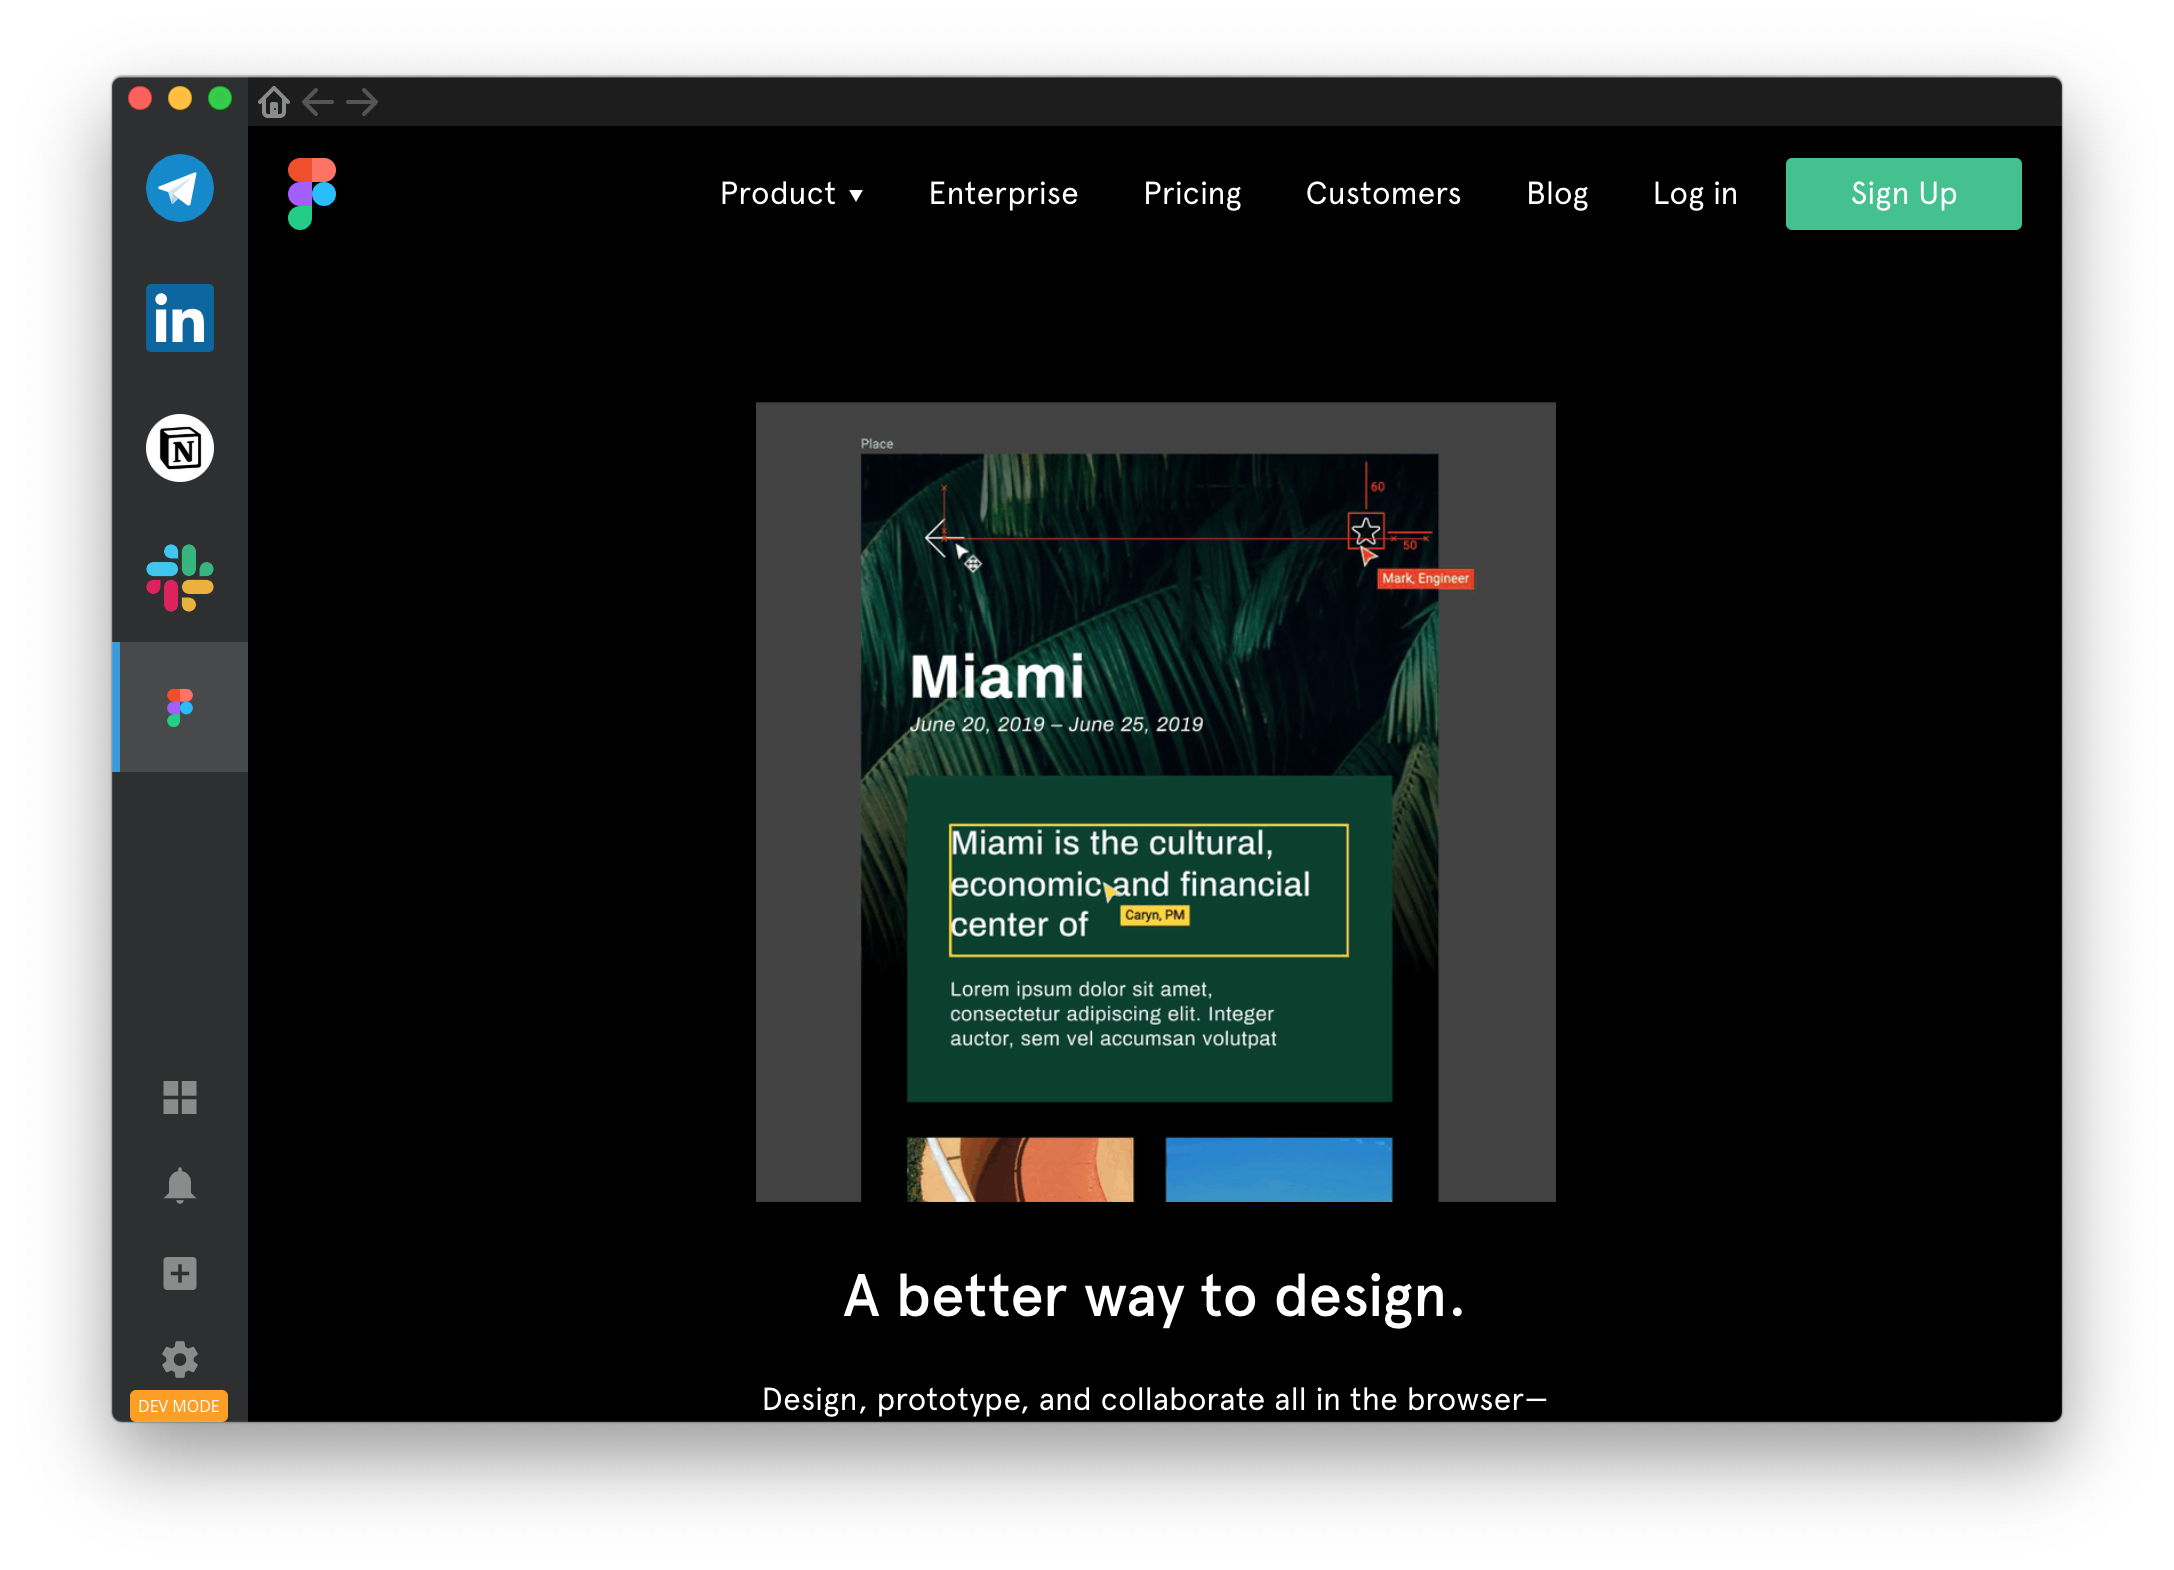 Product ▼ Enterprise Pricing Customers Blog Log in Sign Up
in
N
Place
60
50
Mark, Engineer
Miami
June 20, 2019 – June 25, 2019
Miami is the cultural,
economic and financial
center of
Caryn, PM
Lorem ipsum dolor sit amet,
consectetur adipiscing elit. Integer
auctor, sem vel accumsan volutpat
A better way to design.
Design, prototype, and collaborate all in the browser—
DEV MODE